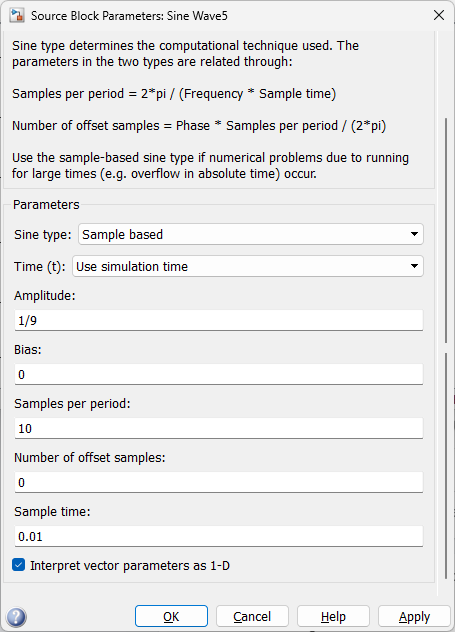 Source Block Parameters: Sine Wave5
Sine type determines the computational technique used. The
parameters in the two types are related through:
Samples per period = 2*pi / (Frequency * Sample time)
Number of offset samples = Phase * Samples per period / (2*pi)
Use the sample-based sine type if numerical problems due to running
for large times (e.g. overflow in absolute time) occur.
Parameters
Sine type: Sample based
Time (t): Use simulation time
Amplitude:
1/9
Bias:
0
Samples per period:
10
Number of offset samples:
0
Sample time:
0.01
Interpret vector parameters as 1-D
? OK Cancel Help Apply